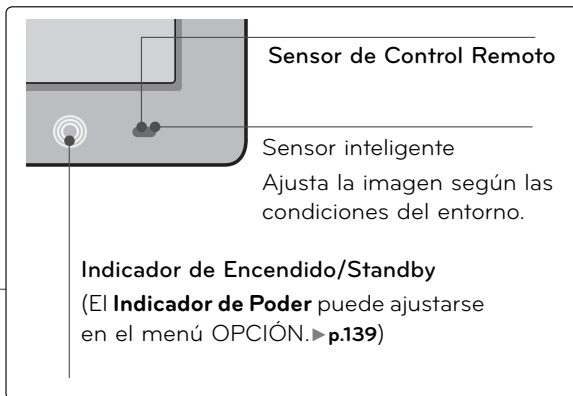 Sensor de Control Remoto
Sensor inteligente
Ajusta la imagen según las
condiciones del entorno.
Indicador de Encendido/Standby
(El Indicador de Poder puede ajustarse
en el menú OPCIÓN.►p.139)